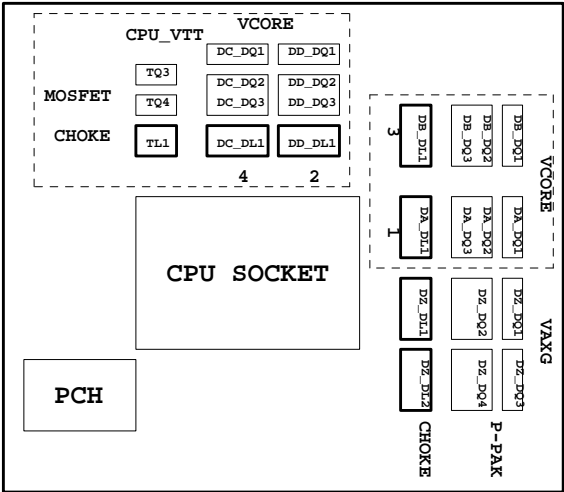 VCORE
CPU_VTT
DC_DQ1 DD_DQ1
TQ3
DC_DQ2 DD_DQ2
MOSFET
TQ4
DC_DQ3 DD_DQ3
CHOKE
TL1
DC_DL1 DD_DL1
4 2
3
DB_DL1
DB_DQ2
DB_DQ3
DB_DQ1
VCORE
1
DA_DL1
DA_DQ2
DA_DQ3
DA_DQ1
CPU SOCKET
DZ_DL1
DZ_DQ2
DZ_DQ1
VAXG
PCH
DZ_DL2
DZ_DQ4
DZ_DQ3
CHOKE
P-PAK